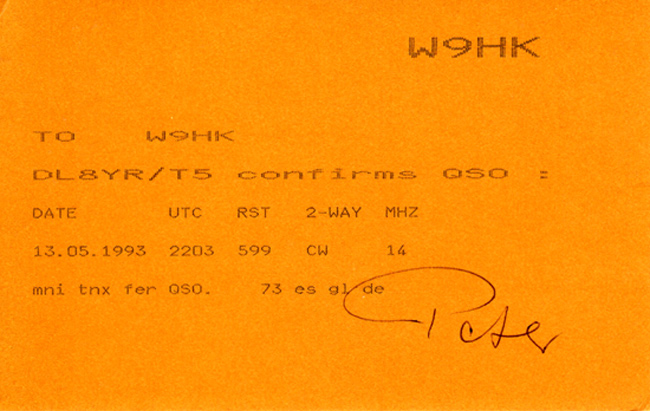 W9HK
TO W9HK
DL8YR/T5 confirms QSO :
DATE UTC RST 2-WAY MHZ
13.05.1993 2203 599 CW 14
mni tnx fer QSO. 73 es gl de
Peter